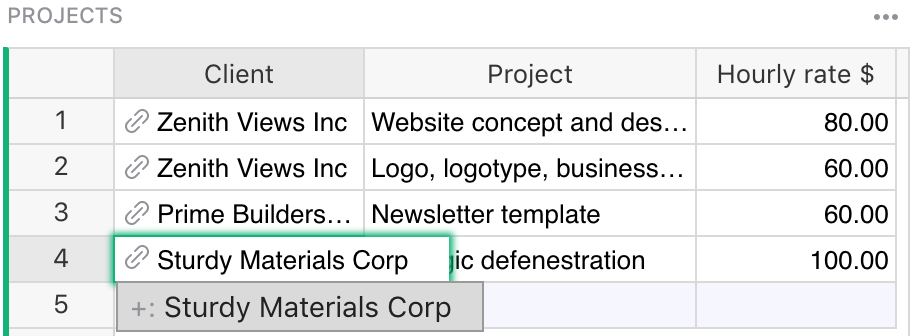 PROJECTS
Client Project Hourly rate $
1 Zenith Views Inc Website concept and des... 80.00
2 Zenith Views Inc Logo, logotype, business... 60.00
3 Prime Builders... Newsletter template 60.00
4 Sturdy Materials Corp gic defenestration 100.00
5
+: Sturdy Materials Corp